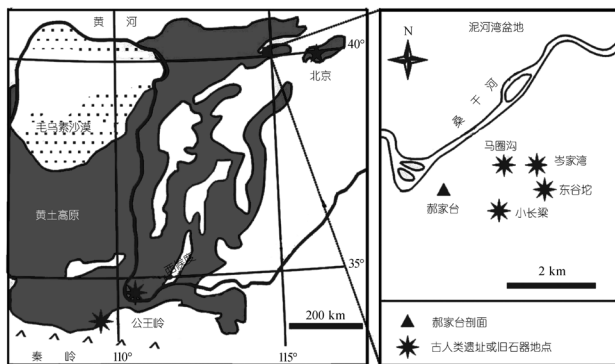 黄 河
40°
北京
毛乌素沙漠
黄土高原
35°
200 km
公王岭
秦 岭
110°
115°
N
泥河湾盆地
桑干河
马圈沟
岑家湾
东谷坨
郝家台
小长梁
2 km
郝家台剖面
古人类遗址或旧石器地点